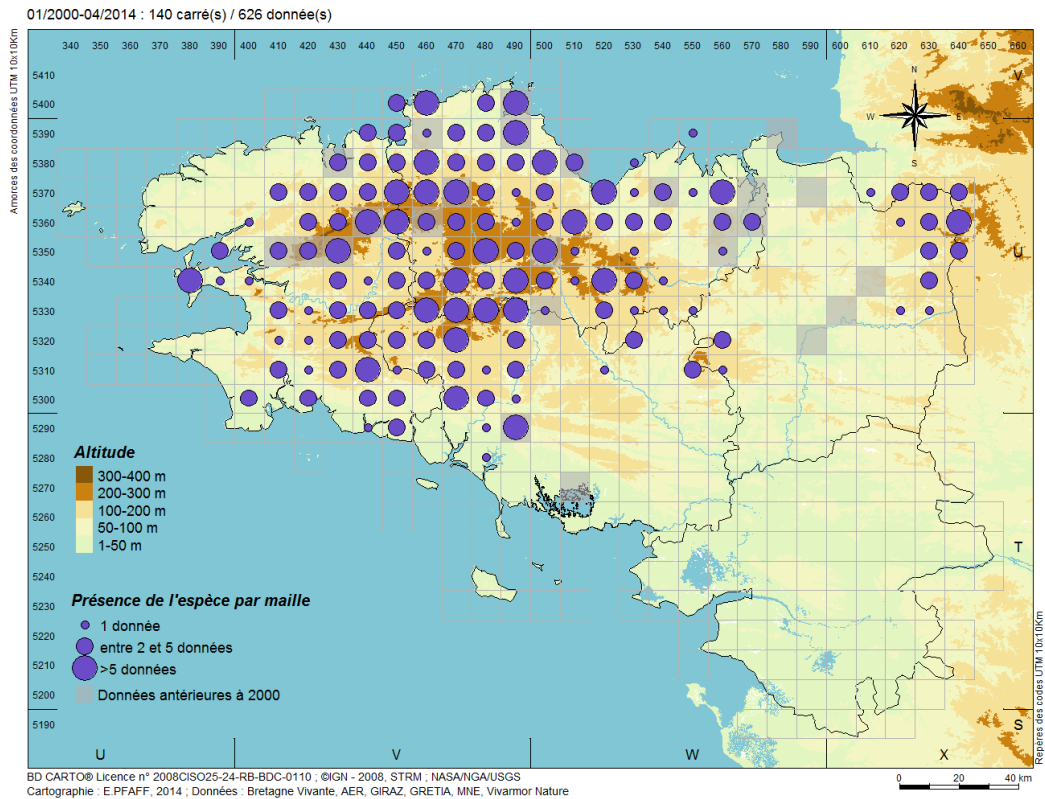 01/2000-04/2014 : 140 carré(s) / 626 donnée(s)
340 350 360 370 380 390 400 410 420 430 440 450 460 470 480 490 500 510 520 530 540 550 560 570 580 590 600 610 620 630 640 650 660
Amorces des coordonnées UTM 10x10Km
5410
5400
5390
5380
5370
5360
5350
5340
5330
5320
5310
5300
5290
5280
5270
5260
5250
5240
5230
5220
5210
5200
5190
N
W
E
S
V
U
T
S
Altitude
300-400 m
200-300 m
100-200 m
50-100 m
1-50 m
Présence de l'espèce par maille
1 donnée
entre 2 et 5 données
>5 données
Données antérieures à 2000
Repères des codes UTM 10x10Km
U V W X
BD CARTO® Licence n° 2008CISO25-24-RB-BDC-0110 ; ©IGN - 2008, STRM ; NASA/NGA/USGS
Cartographie : E.PFAFF, 2014 ; Données : Bretagne Vivante, AER, GIRAZ, GRETIA, MNE, Vivarmor Nature
0 20 40 km